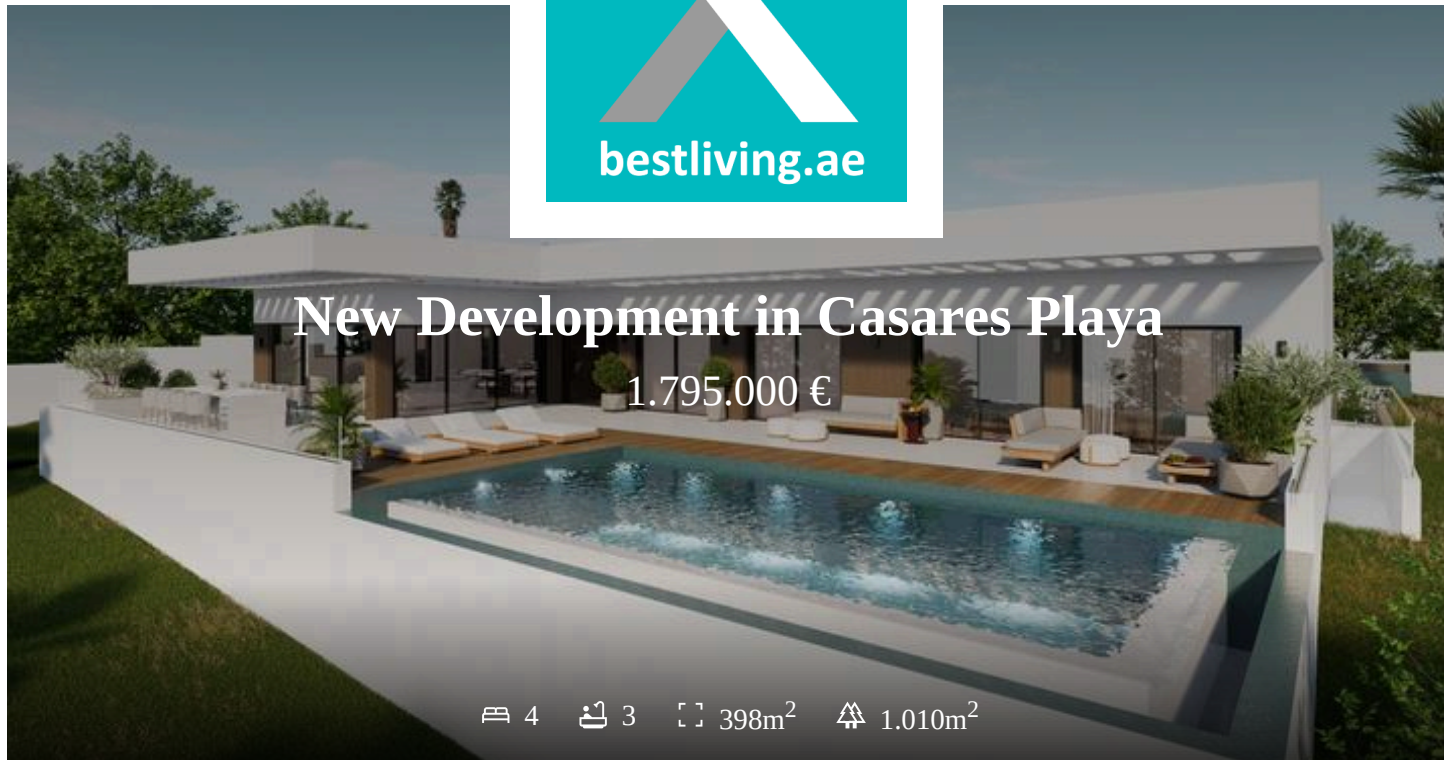 bestliving.ae
New Development in Casares Playa
1.795.000 €
4 3 398m² 1.010m²